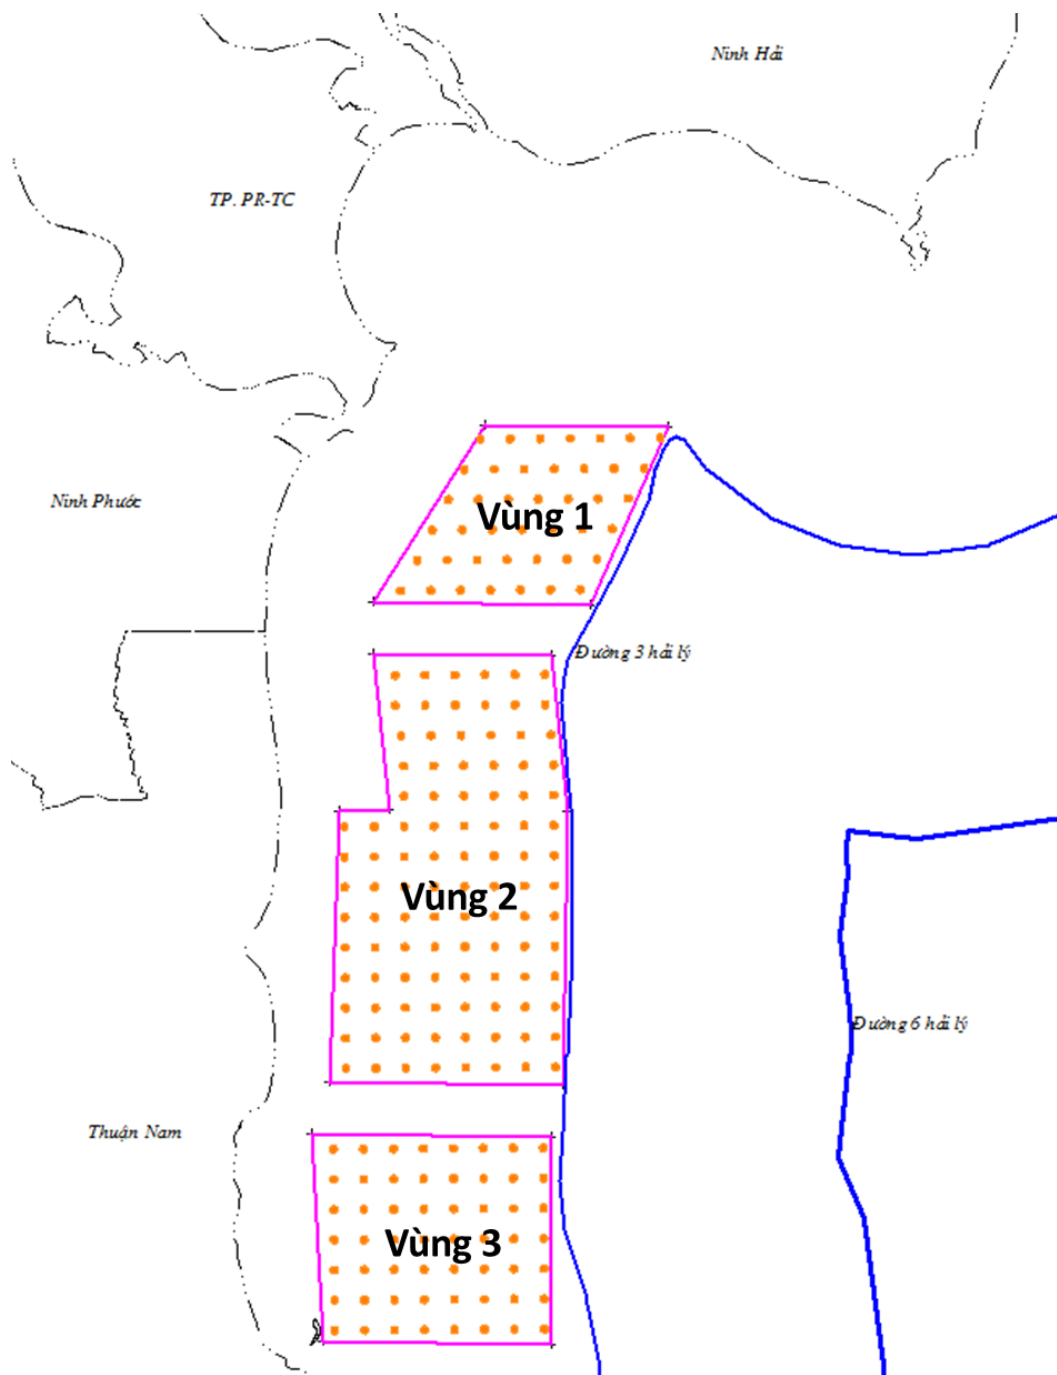 Ninh Hải
TP. PR-TC
Ninh Phước
Vùng 1
Đường 3 hải lý
Vùng 2
Đường 6 hải lý
Thuận Nam
Vùng 3